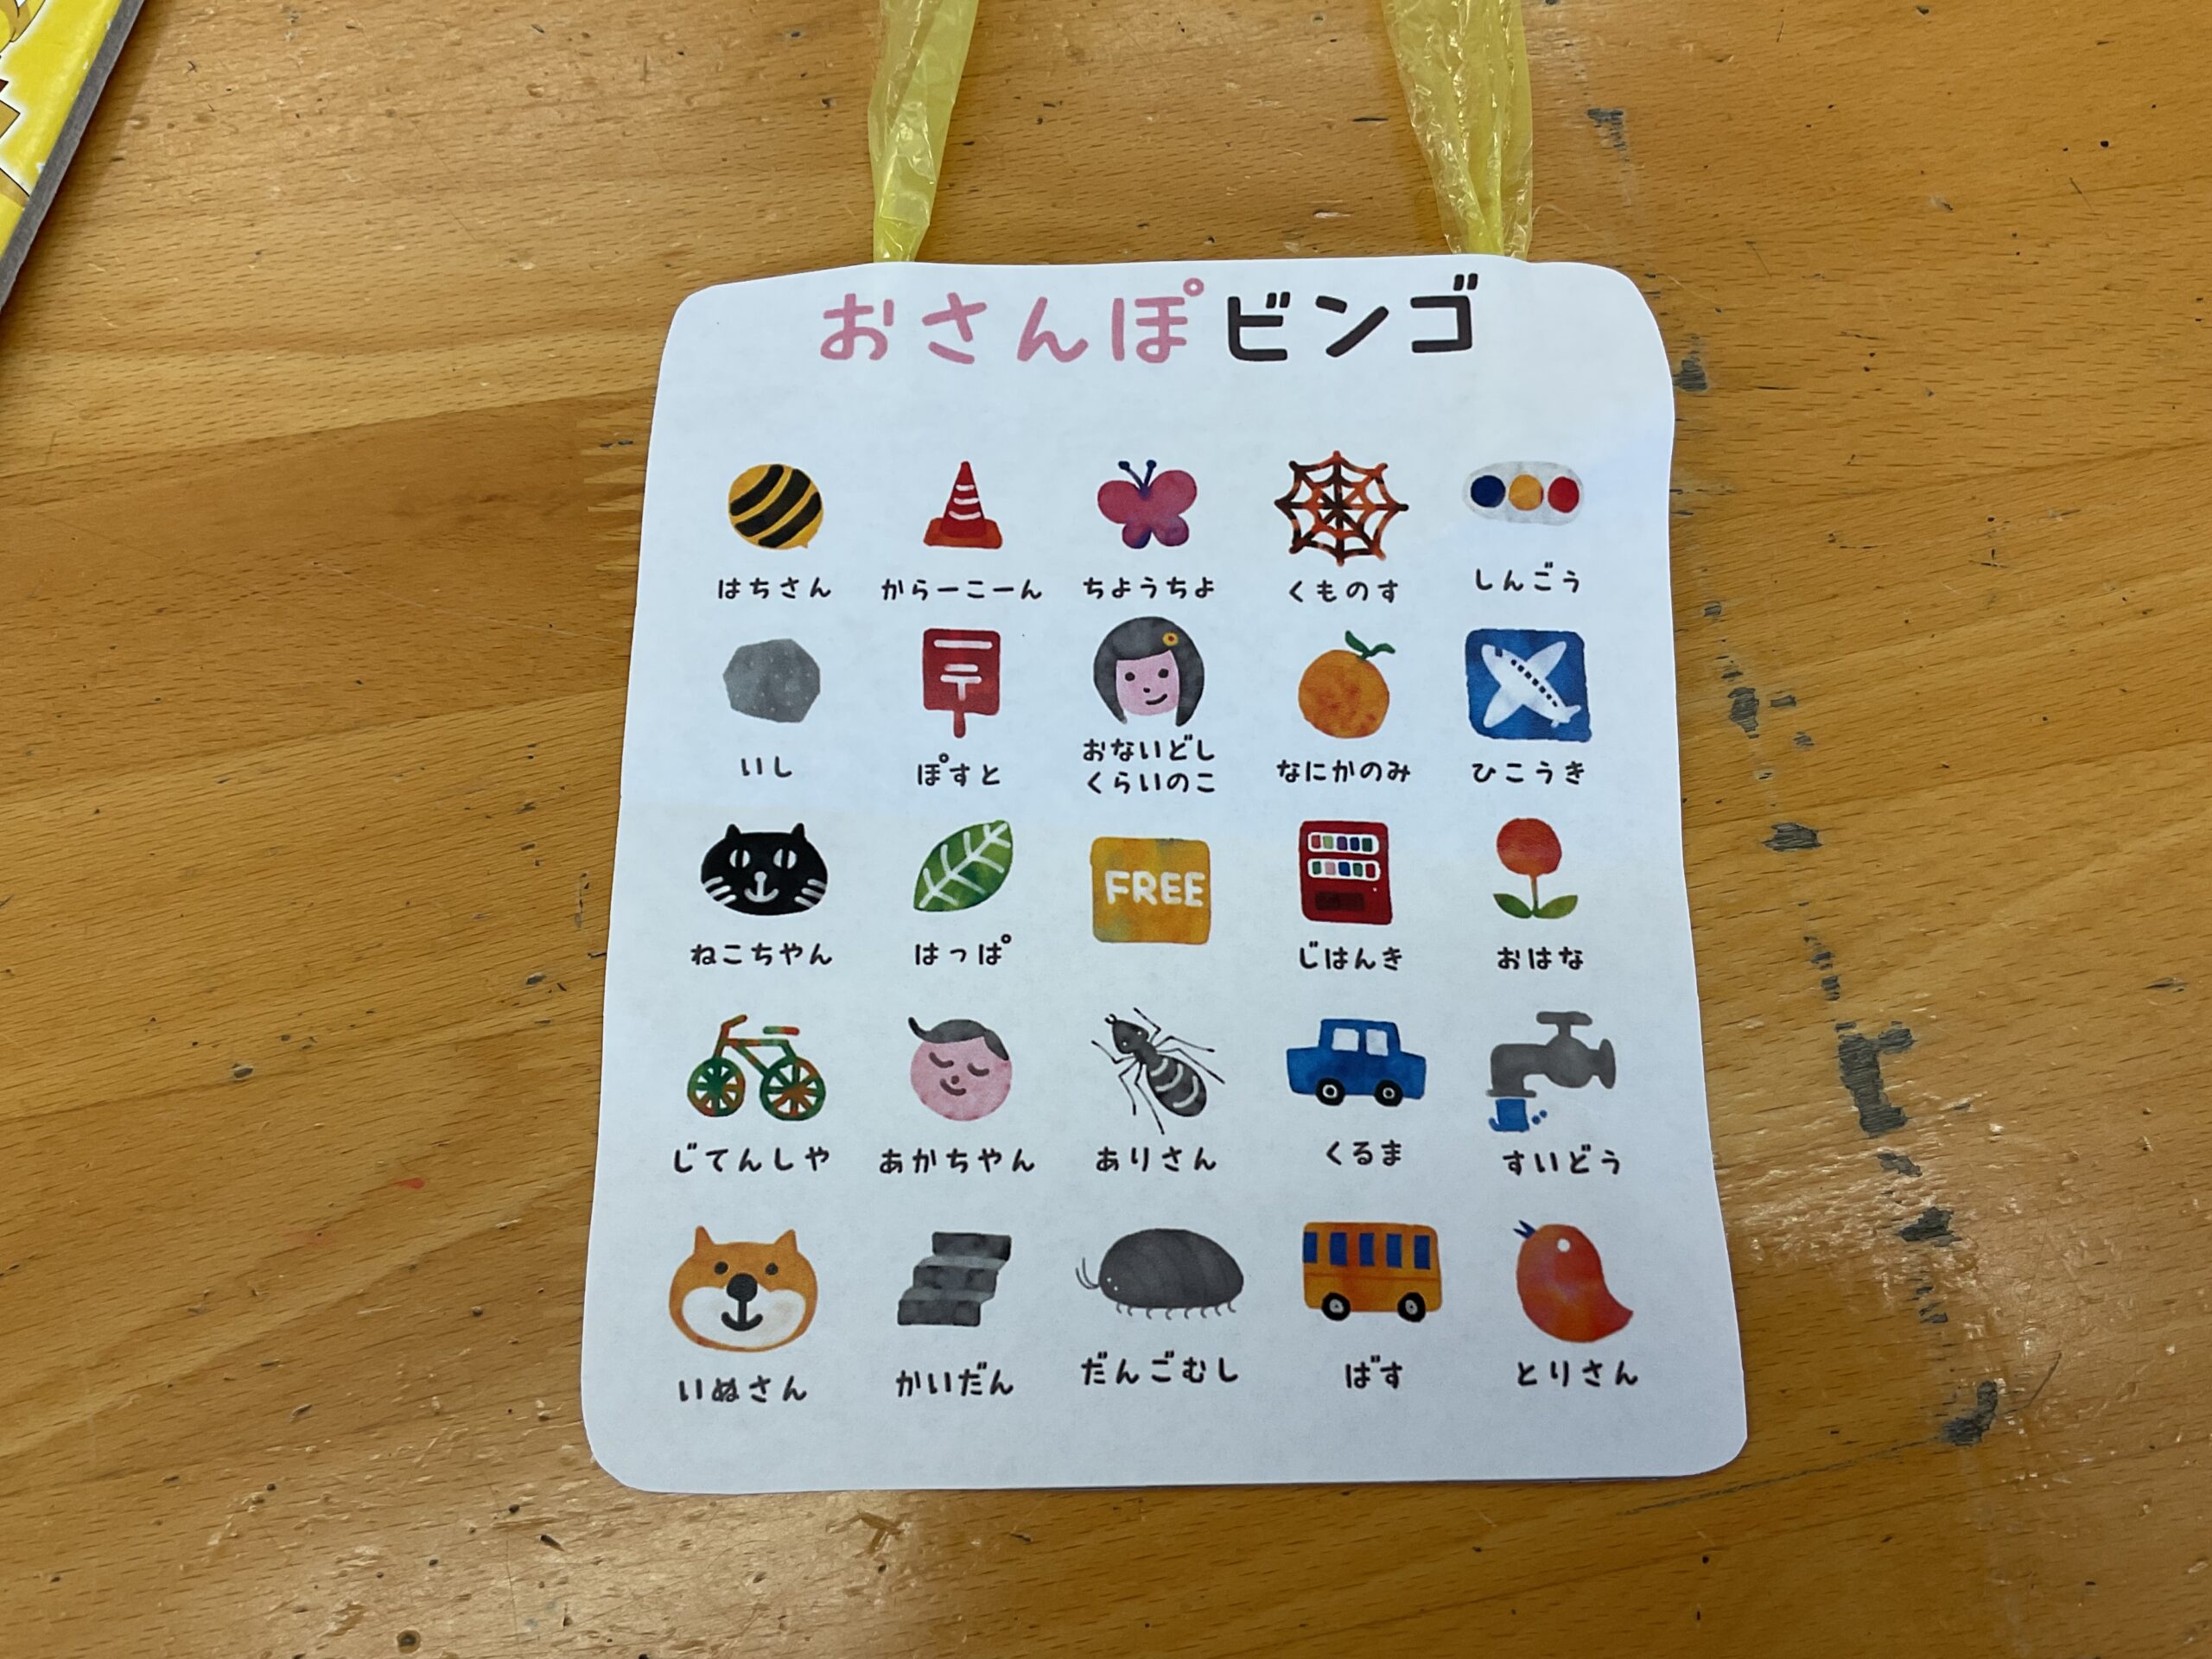 おさんぽビンゴ
はちさん からーこーん ちょうちょ くものす しんごう
いし ぽすと おないどし なにかのみ ひこうき
くらいのこ
ねこちゃん はっぱ FREE じはんき おはな
じてんしゃ あかちゃん ありさん くるま すいどう
いぬさん かいだん だんごむし ばす とりさん